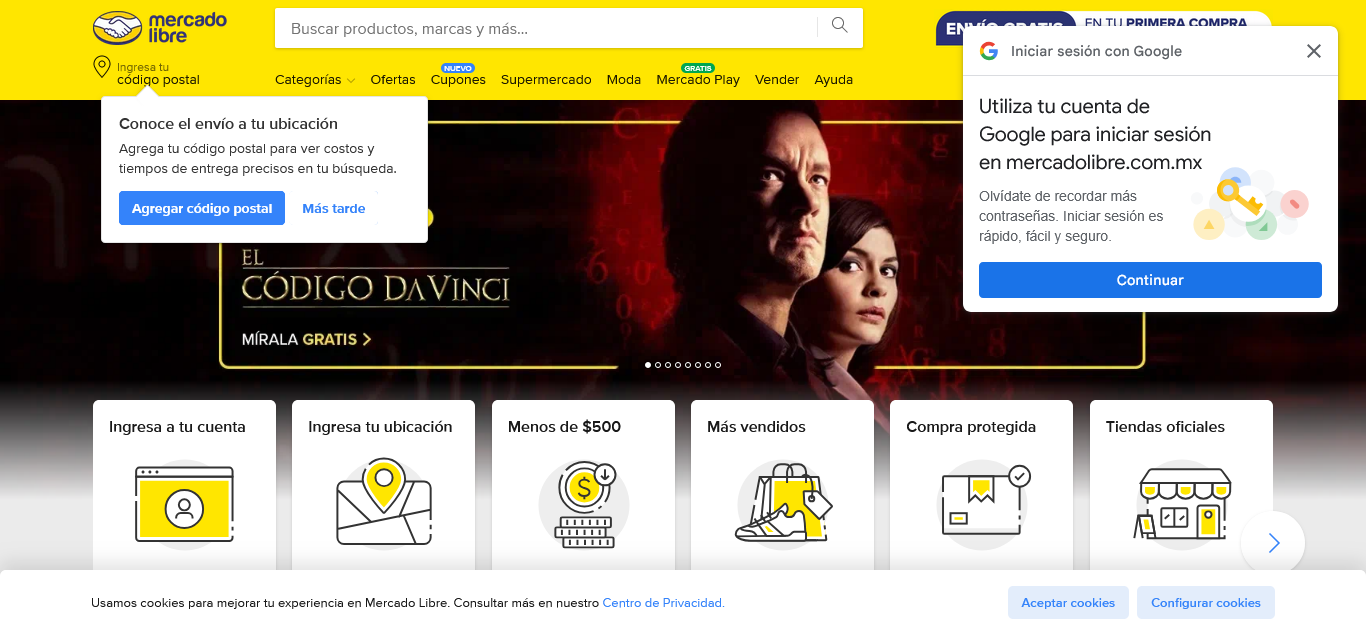 mercado
libre
Buscar productos, marcas y más...
ENVÍO GRATIS
EN TU PRIMERA COMPRA
Ingresa tu
código postal
Categorías
Ofertas
NUEVO
Cupones
Supermercado
Moda
GRATIS
Mercado Play
Vender
Ayuda
Conoce el envío a tu ubicación
Agrega tu código postal para ver costos y
tiempos de entrega precisos en tu búsqueda.
Agregar código postal
Más tarde
EL
CÓDIGO DAVINCI
MÍRALA GRATIS
Iniciar sesión con Google
Utiliza tu cuenta de
Google para iniciar sesión
en mercadolibre.com.mx
Olvídate de recordar más
contraseñas. Iniciar sesión es
rápido, fácil y seguro.
Continuar
Ingresa a tu cuenta
Ingresa tu ubicación
Menos de $500
Más vendidos
Compra protegida
Tiendas oficiales
Usamos cookies para mejorar tu experiencia en Mercado Libre. Consultar más en nuestro Centro de Privacidad.
Aceptar cookies
Configurar cookies